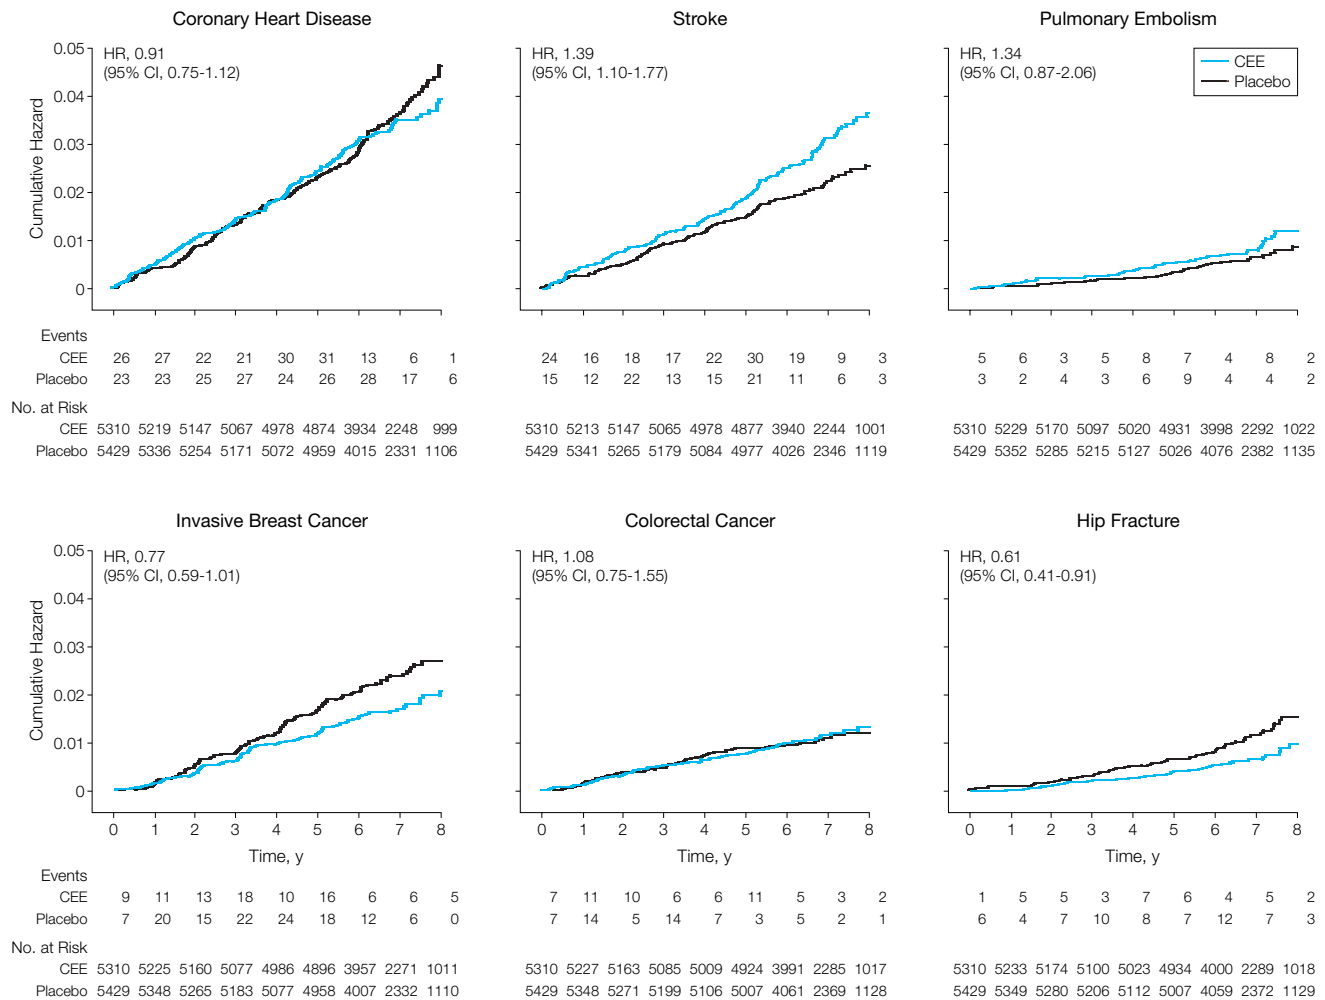 Coronary Heart Disease
Stroke
Pulmonary Embolism
HR, 0.91
(95% CI, 0.75-1.12)
HR, 1.39
(95% CI, 1.10-1.77)
HR, 1.34
(95% CI, 0.87-2.06)
CEE
Placebo
Cumulative Hazard
0.05
0.04
0.03
0.02
0.01
0
Events
CEE 26 27 22 21 30 31 13 6 1 24 16 18 17 22 30 19 9 3 5 6 3 5 8 7 4 8 2
Placebo 23 23 25 27 24 26 28 17 6 15 12 22 13 15 21 11 6 3 3 2 4 3 6 9 4 4 2
No. at Risk
CEE 5310 5219 5147 5067 4978 4874 3934 2248 999 5310 5213 5147 5065 4978 4877 3940 2244 1001 5310 5229 5170 5097 5020 4931 3998 2292 1022
Placebo 5429 5336 5254 5171 5072 4959 4015 2331 1106 5429 5341 5265 5179 5084 4977 4026 2346 1119 5429 5352 5285 5215 5127 5026 4076 2382 1135
Invasive Breast Cancer
Colorectal Cancer
Hip Fracture
HR, 0.77
(95% CI, 0.59-1.01)
HR, 1.08
(95% CI, 0.75-1.55)
HR, 0.61
(95% CI, 0.41-0.91)
Cumulative Hazard
0.05
0.04
0.03
0.02
0.01
0
0 1 2 3 4 5 6 7 8 0 1 2 3 4 5 6 7 8 0 1 2 3 4 5 6 7 8
Time, y Time, y Time, y
Events
CEE 9 11 13 18 10 16 6 6 5 7 11 10 6 6 11 5 3 2 1 5 5 3 7 6 4 5 2
Placebo 7 20 15 22 24 18 12 6 0 7 14 5 14 7 3 5 2 1 6 4 7 10 8 7 12 7 3
No. at Risk
CEE 5310 5225 5160 5077 4986 4896 3957 2271 1011 5310 5227 5163 5085 5009 4924 3991 2285 1017 5310 5233 5174 5100 5023 4934 4000 2289 1018
Placebo 5429 5348 5265 5183 5077 4958 4007 2332 1110 5429 5348 5271 5199 5106 5007 4061 2369 1128 5429 5349 5280 5206 5112 5007 4059 2372 1129